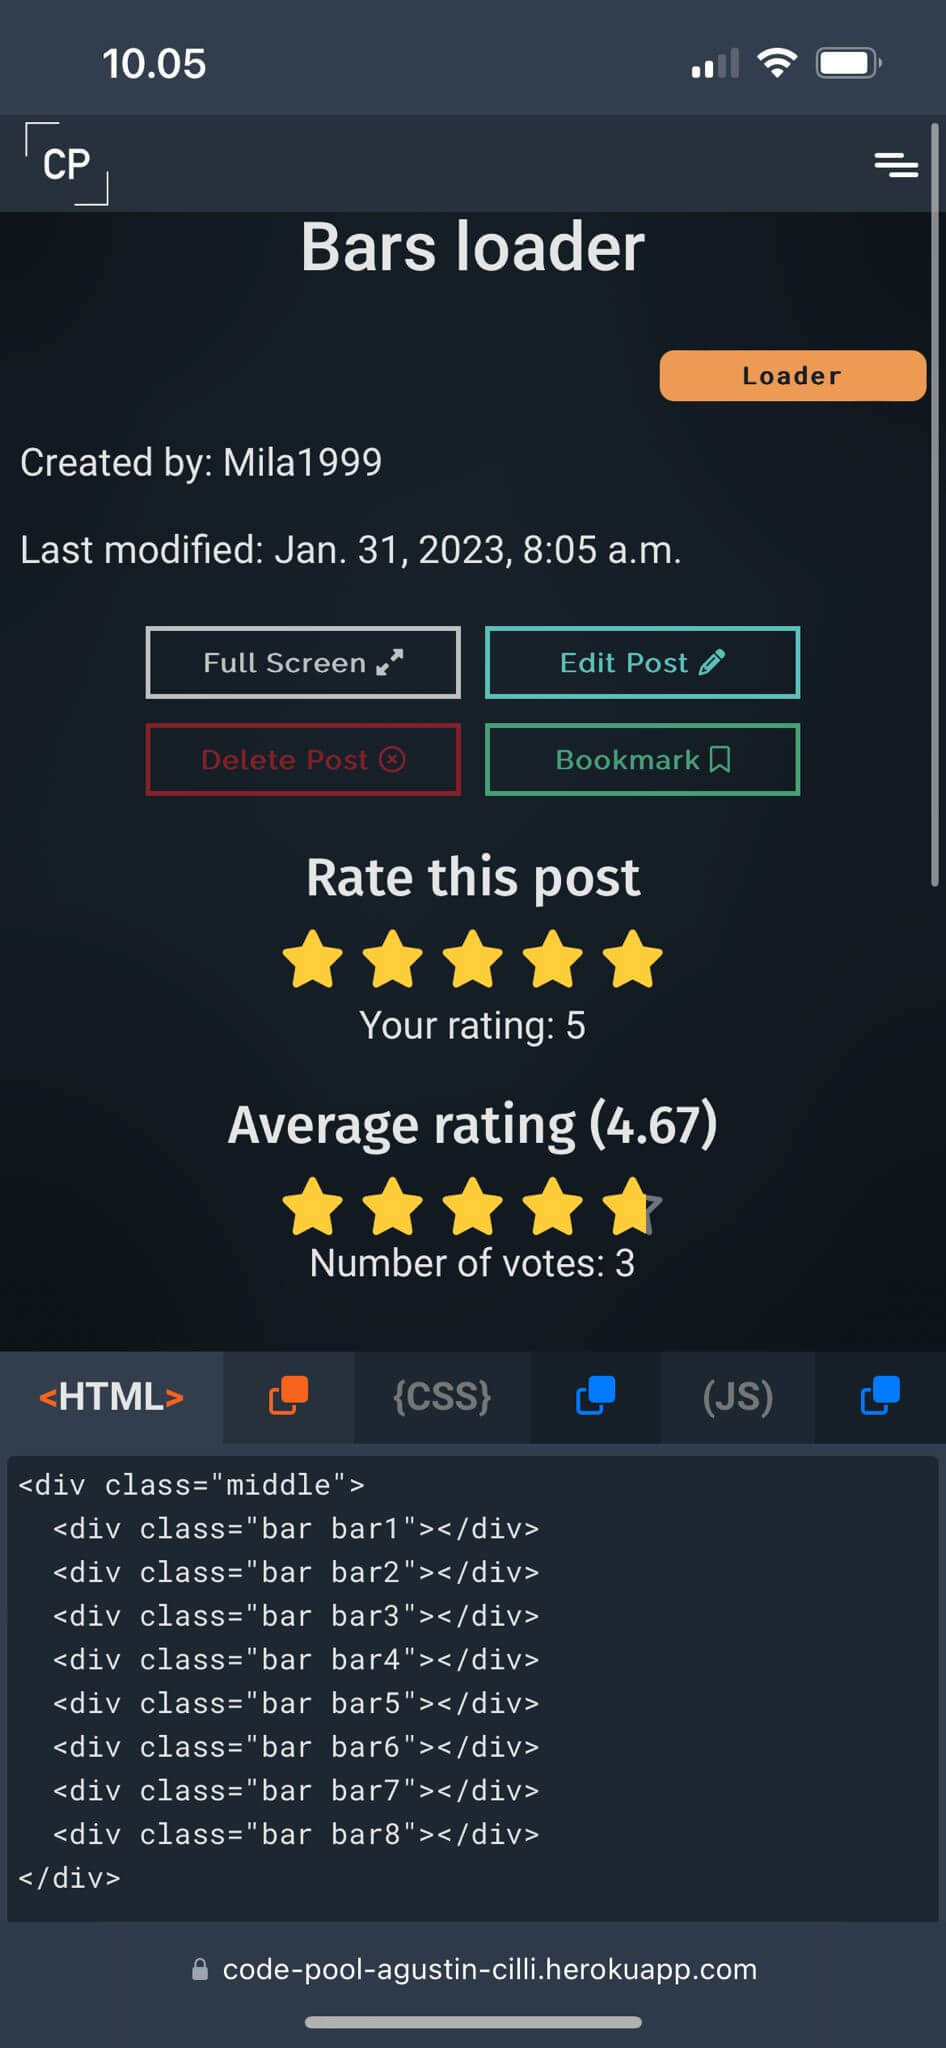 10.05
CP
Bars loader
Loader
Created by: Mila1999
Last modified: Jan. 31, 2023, 8:05 a.m.
Full Screen
Edit Post
Delete Post
Bookmark
Rate this post
Your rating: 5
Average rating (4.67)
Number of votes: 3
<HTML>
{CSS}
(JS)
<div class="middle">
  <div class="bar bar1"></div>
  <div class="bar bar2"></div>
  <div class="bar bar3"></div>
  <div class="bar bar4"></div>
  <div class="bar bar5"></div>
  <div class="bar bar6"></div>
  <div class="bar bar7"></div>
  <div class="bar bar8"></div>
</div>
code-pool-agustin-cilli.herokuapp.com